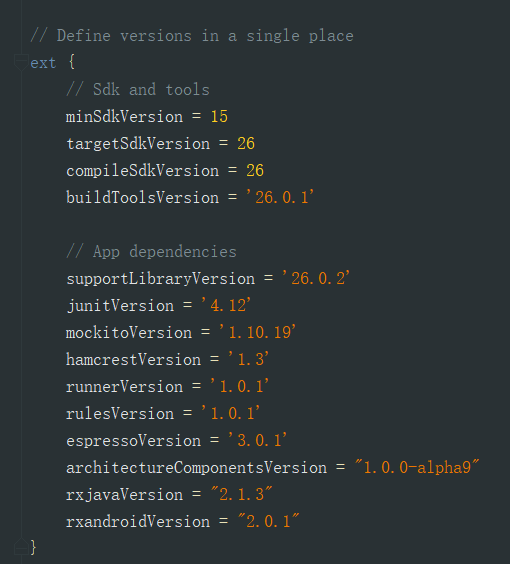 // Define versions in a single place
ext {
// Sdk and tools
minSdkVersion = 15
targetSdkVersion = 26
compileSdkVersion = 26
buildToolsVersion = '26.0.1'
// App dependencies
supportLibraryVersion = '26.0.2'
junitVersion = '4.12'
mockitoVersion = '1.10.19'
hamcrestVersion = '1.3'
runnerVersion = '1.0.1'
rulesVersion = '1.0.1'
espressoVersion = '3.0.1'
architectureComponentsVersion = "1.0.0-alpha9"
rxjavaVersion = "2.1.3"
rxandroidVersion = "2.0.1"
}